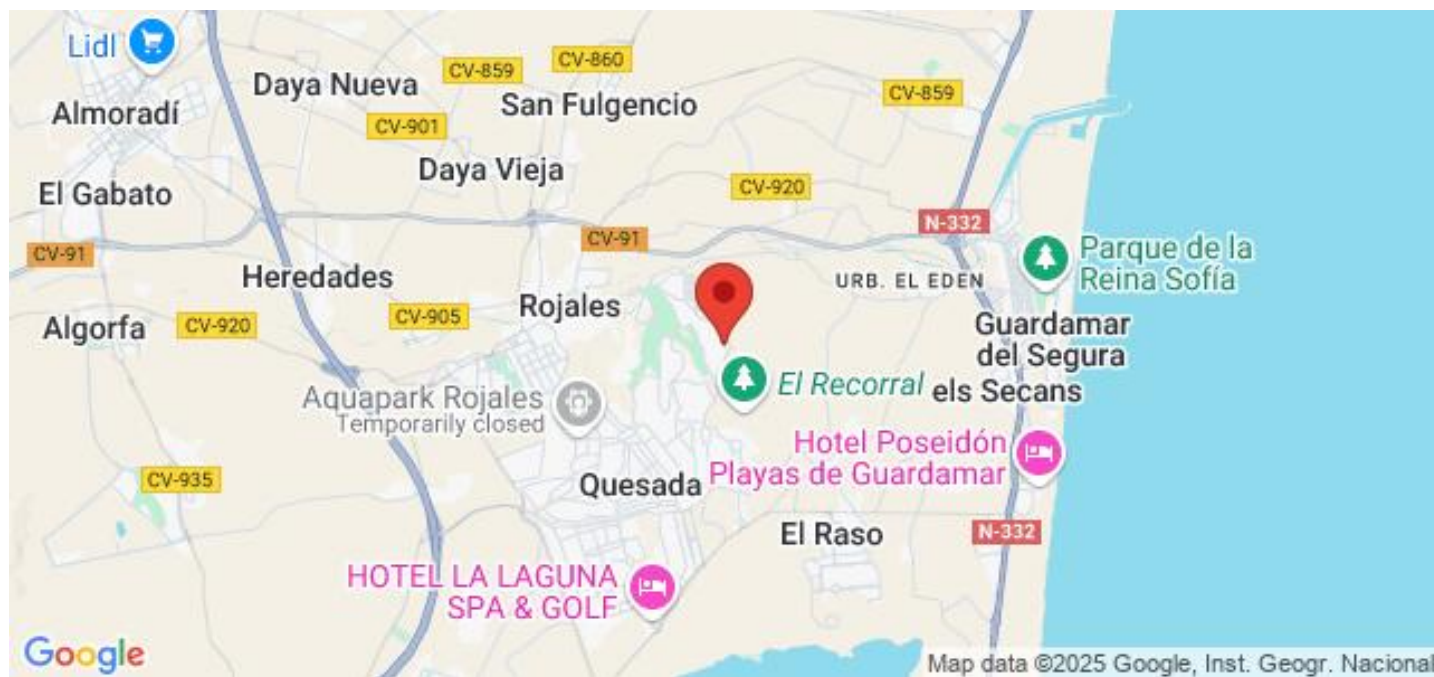 Lidl
Almoradí
Daya Nueva
CV-859
CV-860
San Fulgencio
CV-859
CV-901
Daya Vieja
El Gabato
CV-920
N-332
CV-91
CV-91
Heredades
Rojales
URB. EL EDEN
Parque de la
Reina Sofía
Algorfa
CV-920
CV-905
Guardamar
del Segura
Aquapark Rojales
Temporarily closed
El Recorral
els Secans
Hotel Poseidón
Playas de Guardamar
CV-935
Quesada
El Raso
N-332
HOTEL LA LAGUNA
SPA & GOLF
Google
Map data ©2025 Google, Inst. Geogr. Nacional